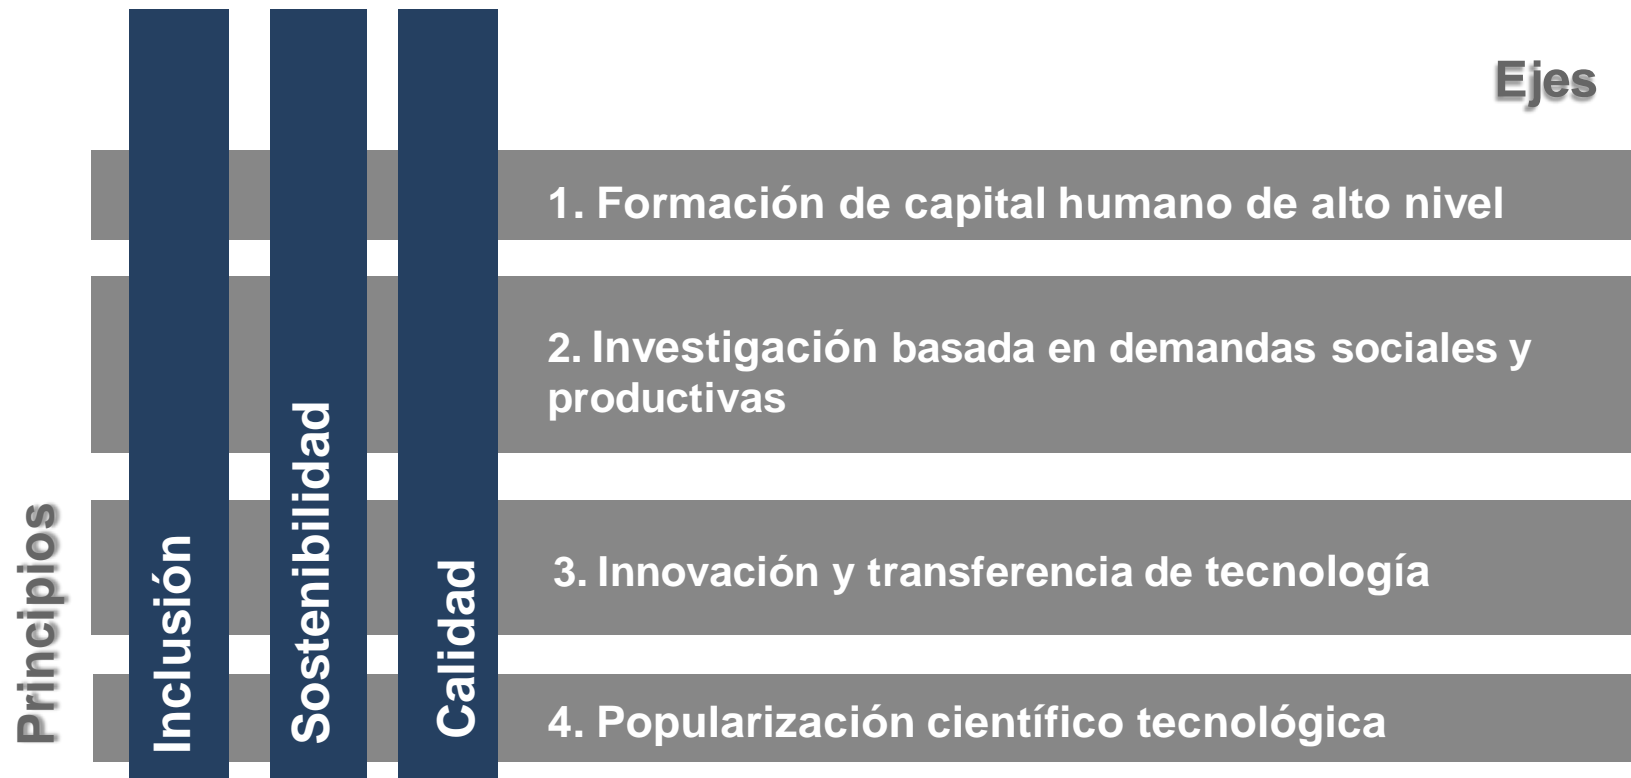 Ejes
1. Formación de capital humano de alto nivel
2. Investigación basada en demandas sociales y
productivas
3. Innovación y transferencia de tecnología
4. Popularización científico tecnológica
Principios
Inclusión
Sostenibilidad
Calidad